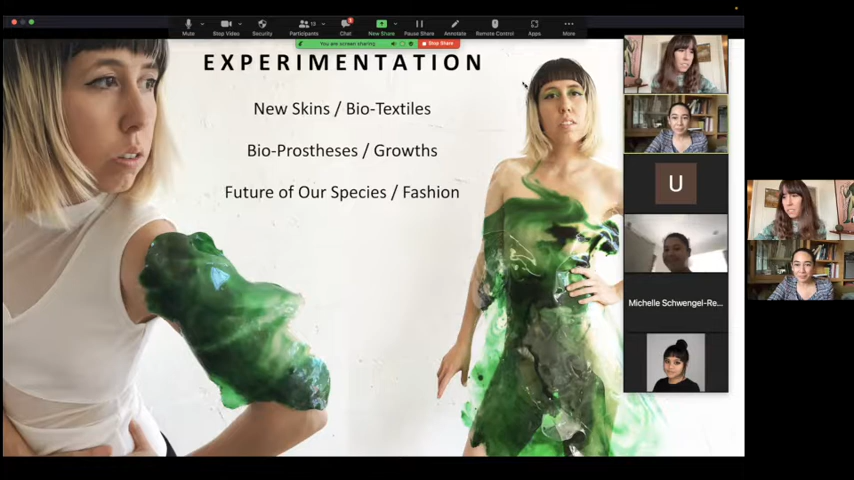 Mute
Stop Video
Security
Participants
13
Chat
New Share
Pause Share
Annotate
Remote Control
Apps
More
You are screen sharing
Stop Share
EXPERIMENTATION
New Skins / Bio-Textiles
Bio-Prostheses / Growths
Future of Our Species / Fashion
U
Michelle Schwengel-Re...